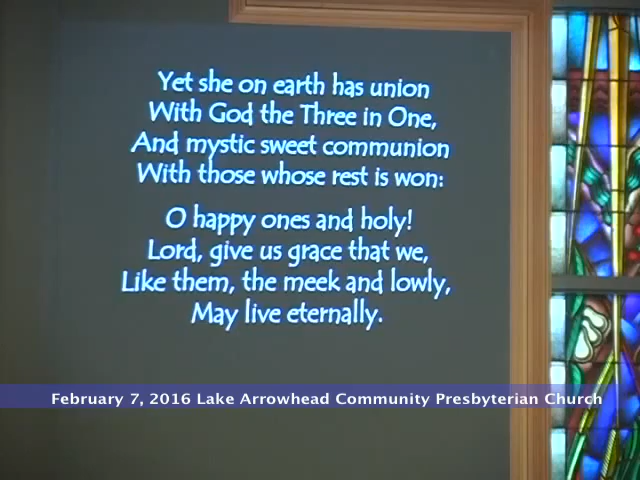 Yet she on earth has union
With God the Three in One,
And mystic sweet communion
With those whose rest is won:
O happy ones and holy!
Lord, give us grace that we,
Like them, the meek and lowly,
May live eternally.
February 7, 2016 Lake Arrowhead Community Presbyterian Church